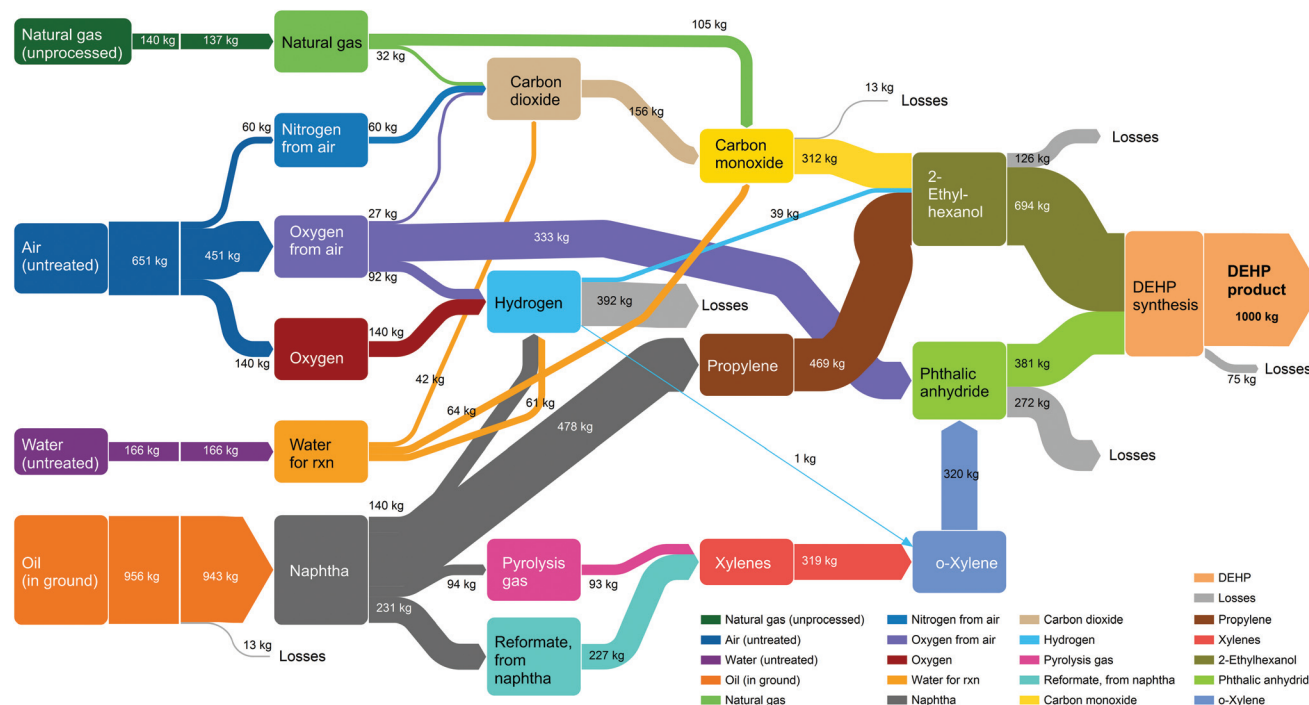 Natural gas
(unprocessed)
140 kg
137 kg
Natural gas
105 kg
32 kg
Carbon
dioxide
156 kg
13 kg
Losses
60 kg
Nitrogen
from air
60 kg
Carbon
monoxide
312 kg
2-
Ethyl-
hexanol
126 kg
Losses
694 kg
Air
(untreated)
651 kg
451 kg
Oxygen
from air
27 kg
333 kg
92 kg
39 kg
Hydrogen
392 kg
Losses
DEHP
synthesis
DEHP
product
1000 kg
75 kg
Losses
140 kg
Oxygen
140 kg
42 kg
64 kg
61 kg
Propylene
469 kg
Phthalic
anhydride
381 kg
272 kg
Losses
Water
(untreated)
166 kg
166 kg
Water
for rxn
478 kg
1 kg
320 kg
140 kg
Oil
(in ground)
956 kg
943 kg
13 kg
Losses
Naphtha
94 kg
231 kg
Pyrolysis
gas
93 kg
Xylenes
319 kg
o-Xylene
Reformate,
from
naphtha
227 kg
Natural gas (unprocessed)
Air (untreated)
Water (untreated)
Oil (in ground)
Natural gas
Nitrogen from air
Oxygen from air
Oxygen
Water for rxn
Naphtha
Carbon dioxide
Hydrogen
Pyrolysis gas
Reformate, from naphtha
Carbon monoxide
DEHP
Losses
Propylene
Xylenes
2-Ethylhexanol
Phthalic anhydrid
o-Xylene